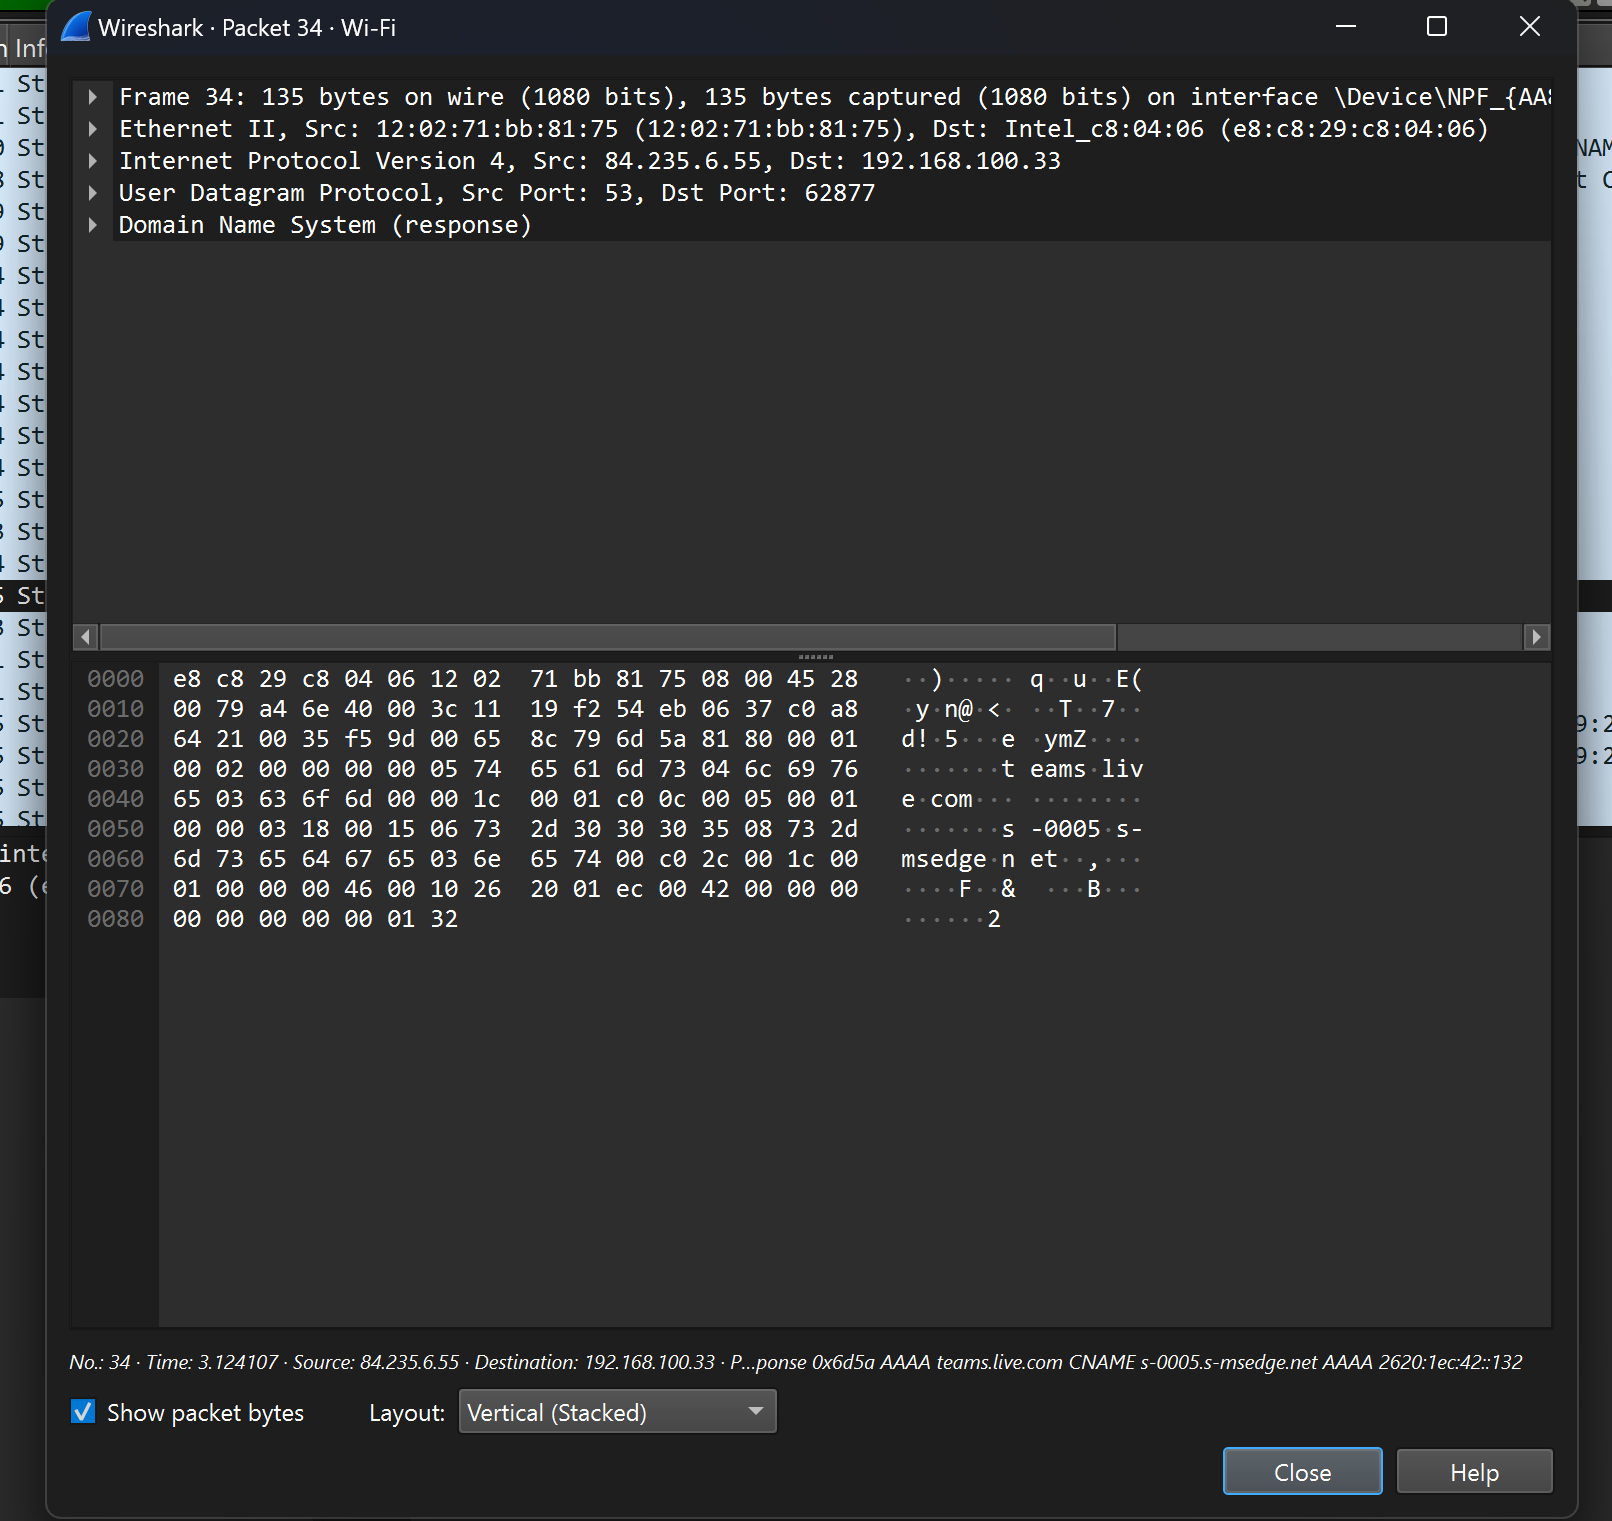 Wireshark · Packet 34 · Wi-Fi
Frame 34: 135 bytes on wire (1080 bits), 135 bytes captured (1080 bits) on interface \Device\NPF_{AA8
Ethernet II, Src: 12:02:71:bb:81:75 (12:02:71:bb:81:75), Dst: Intel_c8:04:06 (e8:c8:29:c8:04:06)
Internet Protocol Version 4, Src: 84.235.6.55, Dst: 192.168.100.33
User Datagram Protocol, Src Port: 53, Dst Port: 62877
Domain Name System (response)
0000 e8 c8 29 c8 04 06 12 02 71 bb 81 75 08 00 45 28 ··)····· q··u··E(
0010 00 79 a4 6e 40 00 3c 11 19 f2 54 eb 06 37 c0 a8 ·y·n@·<· ··T··7··
0020 64 21 00 35 f5 9d 00 65 8c 79 6d 5a 81 80 00 01 d!·5···e ·ymZ····
0030 00 02 00 00 00 00 05 74 65 61 6d 73 04 6c 69 76 ·······t eams·liv
0040 65 03 63 6f 6d 00 00 1c 00 01 c0 0c 00 05 00 01 e·com··· ········
0050 00 00 03 18 00 15 06 73 2d 30 30 30 35 08 73 2d ·······s -0005·s-
0060 6d 73 65 64 67 65 03 6e 65 74 00 c0 2c 00 1c 00 msedge·n et··,···
0070 01 00 00 00 46 00 10 26 20 01 ec 00 42 00 00 00 ····F··& ···B···
0080 00 00 00 00 00 01 32 ······2
No.: 34 · Time: 3.124107 · Source: 84.235.6.55 · Destination: 192.168.100.33 · P...ponse 0x6d5a AAAA teams.live.com CNAME s-0005.s-msedge.net AAAA 2620:1ec:42::132
Show packet bytes
Layout: Vertical (Stacked)
Close
Help